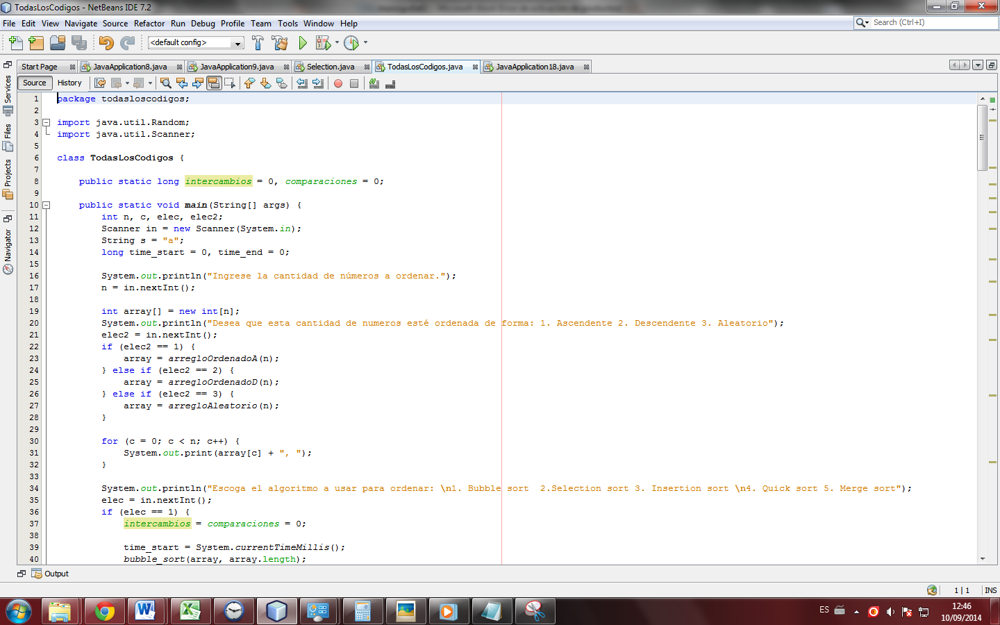 TodasLosCodigos - NetBeans IDE 7.2
File Edit View Navigate Source Refactor Run Debug Profile Team Tools Window Help
Search (Ctrl+I)
<default config>
Start Page JavaApplication8.java JavaApplication9.java Selection.java TodasLosCodigos.java JavaApplication18.java
Source History
Services
Files
Projects
Navigator
1 package todasloscodigos;
2
3 import java.util.Random;
4 import java.util.Scanner;
5
6 class TodasLosCodigos {
7
8 public static long intercambios = 0, comparaciones = 0;
9
10 public static void main(String[] args) {
11 int n, c, elec, elec2;
12 Scanner in = new Scanner(System.in);
13 String s = "a";
14 long time_start = 0, time_end = 0;
15
16 System.out.println("Ingrese la cantidad de números a ordenar.");
17 n = in.nextInt();
18
19 int array[] = new int[n];
20 System.out.println("Desea que esta cantidad de numeros esté ordenada de forma: 1. Ascendente 2. Descendente 3. Aleatorio");
21 elec2 = in.nextInt();
22 if (elec2 == 1) {
23 array = arregloOrdenadoA(n);
24 } else if (elec2 == 2) {
25 array = arregloOrdenadoD(n);
26 } else if (elec2 == 3) {
27 array = arregloAleatorio(n);
28 }
29
30 for (c = 0; c < n; c++) {
31 System.out.print(array[c] + ", ");
32 }
33
34 System.out.println("Escoga el algoritmo a usar para ordenar: \n1. Bubble sort  2.Selection sort 3. Insertion sort \n4. Quick sort 5. Merge sort");
35 elec = in.nextInt();
36 if (elec == 1) {
37 intercambios = comparaciones = 0;
38
39 time_start = System.currentTimeMillis();
40 bubble_sort(array, array.length);
Output
1 | 1 INS
ES
12:46
10/09/2014